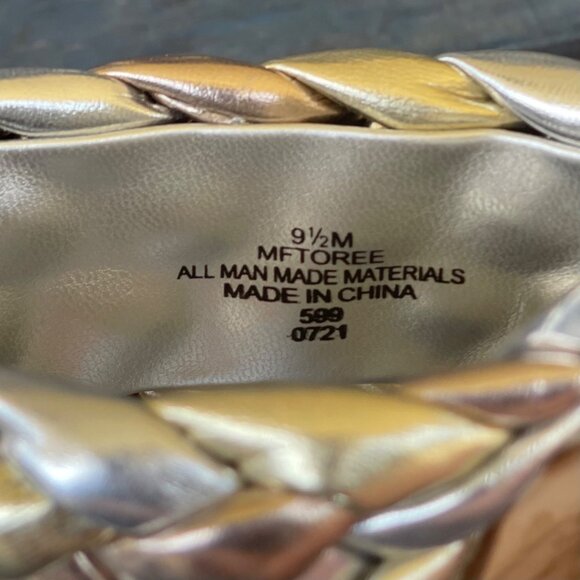 9½M
MFTOREE
ALL MAN MADE MATERIALS
MADE IN CHINA
599
0721